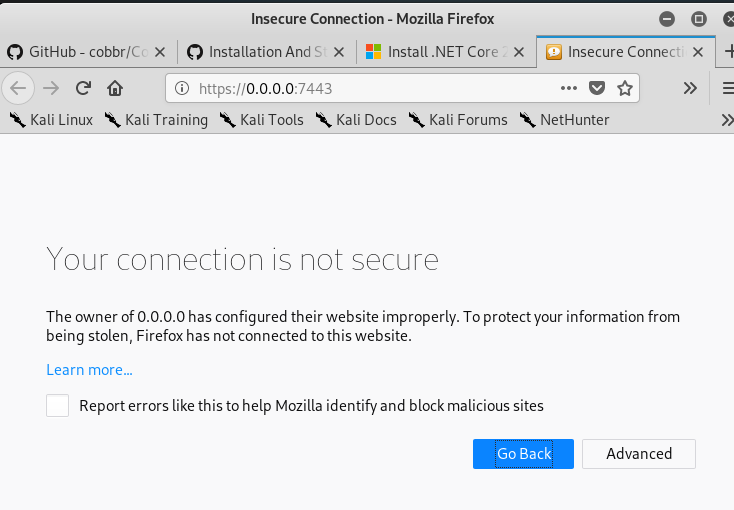 Insecure Connection - Mozilla Firefox
GitHub - cobbr/Co
Installation And St
Install .NET Core 2
Insecure Connecti
https://0.0.0.0:7443
Kali Linux Kali Training Kali Tools Kali Docs Kali Forums NetHunter
Your connection is not secure
The owner of 0.0.0.0 has configured their website improperly. To protect your information from
being stolen, Firefox has not connected to this website.
Learn more...
Report errors like this to help Mozilla identify and block malicious sites
Go Back Advanced